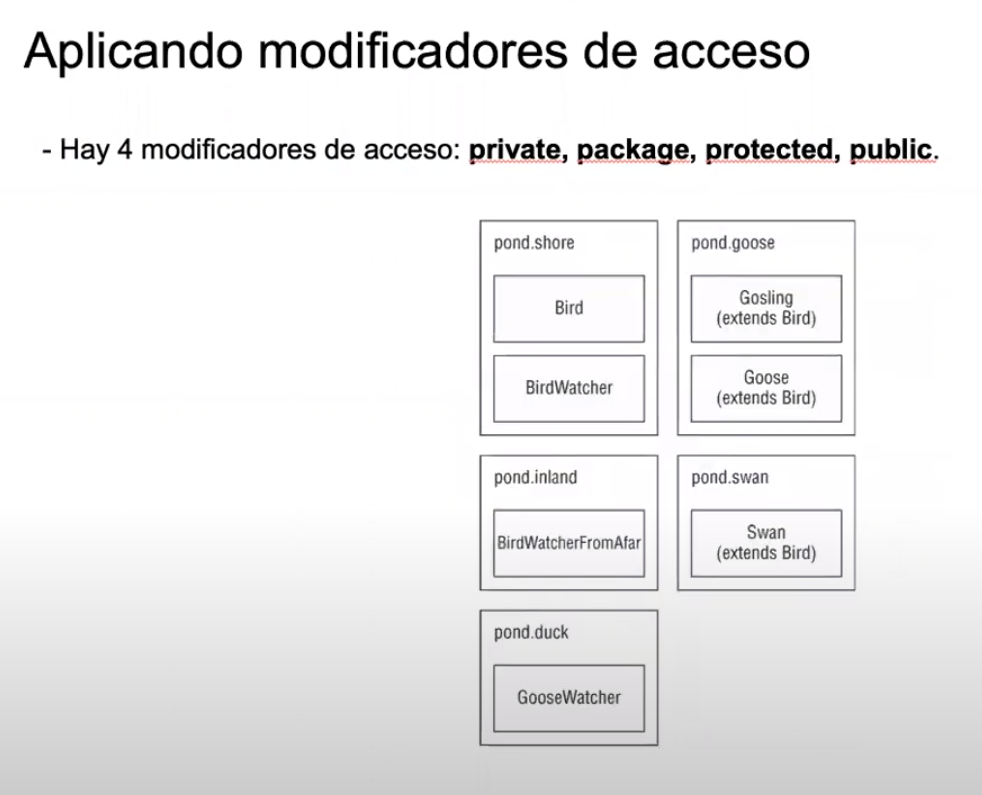 Aplicando modificadores de acceso
- Hay 4 modificadores de acceso: private, package, protected, public.
pond.shore
Bird
BirdWatcher
pond.goose
Gosling
(extends Bird)
Goose
(extends Bird)
pond.inland
BirdWatcherFromAfar
pond.swan
Swan
(extends Bird)
pond.duck
GooseWatcher